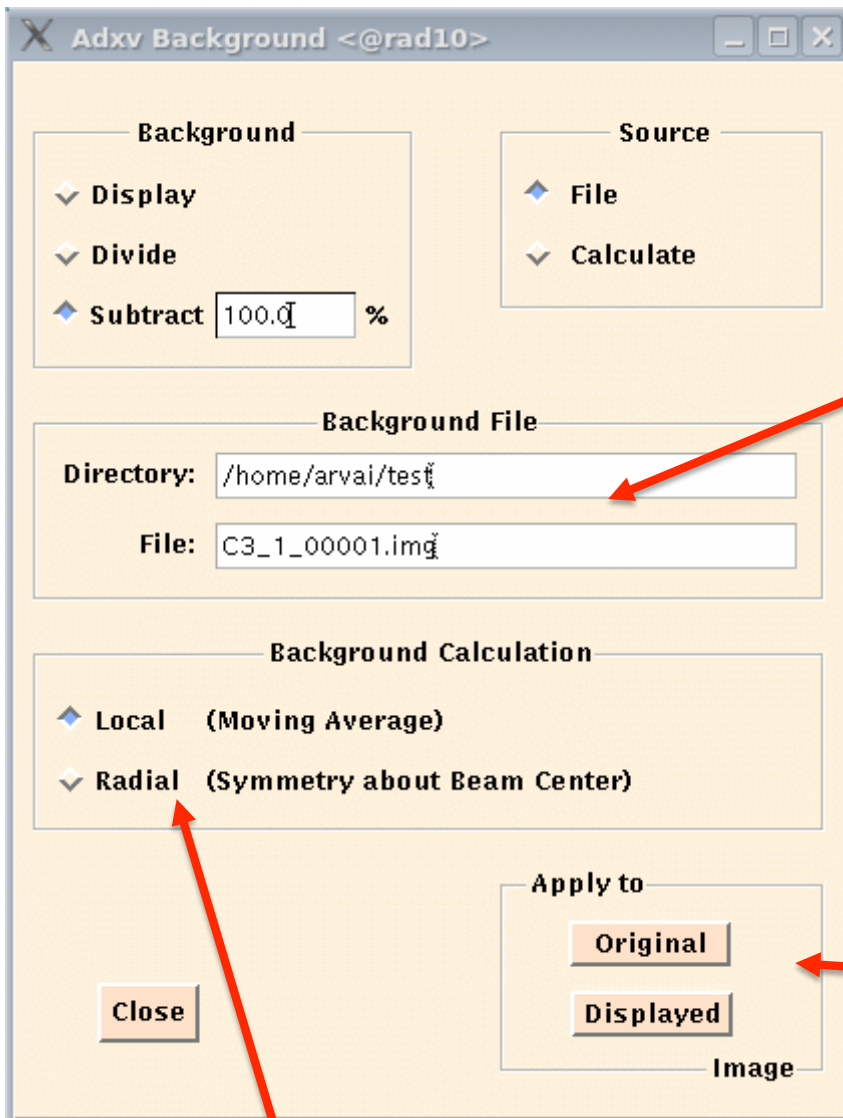 Adxv Background <@rad10>
Background
Source
Display
File
Divide
Calculate
Subtract 100.0 %
Background File
Directory: /home/arvai/test
File: C3_1_00001.img
Background Calculation
Local (Moving Average)
Radial (Symmetry about Beam Center)
Apply to
Original
Close
Displayed
Image